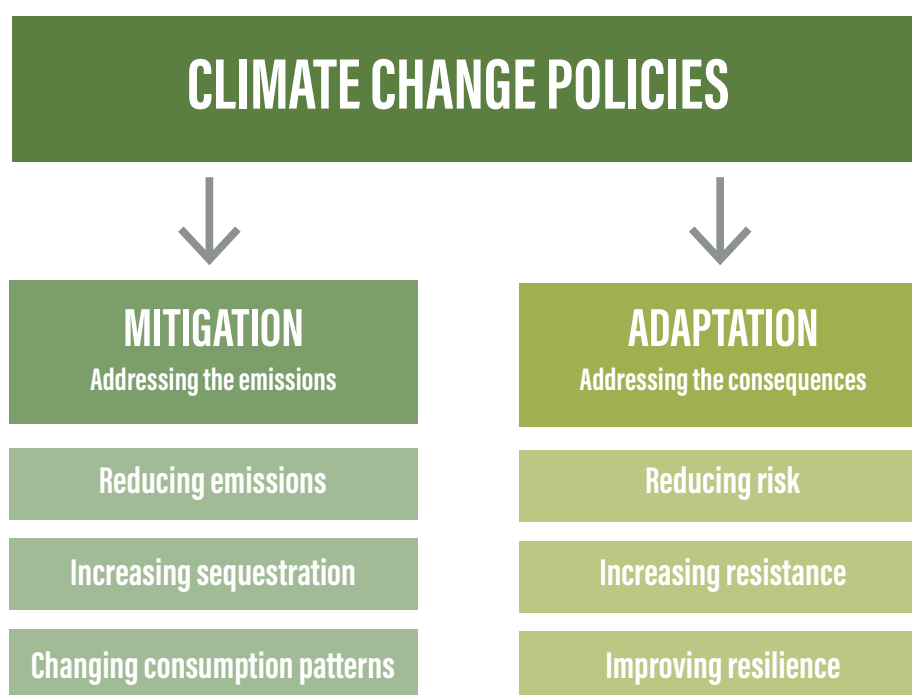 CLIMATE CHANGE POLICIES
MITIGATION
Addressing the emissions
Reducing emissions
Increasing sequestration
Changing consumption patterns
ADAPTATION
Addressing the consequences
Reducing risk
Increasing resistance
Improving resilience